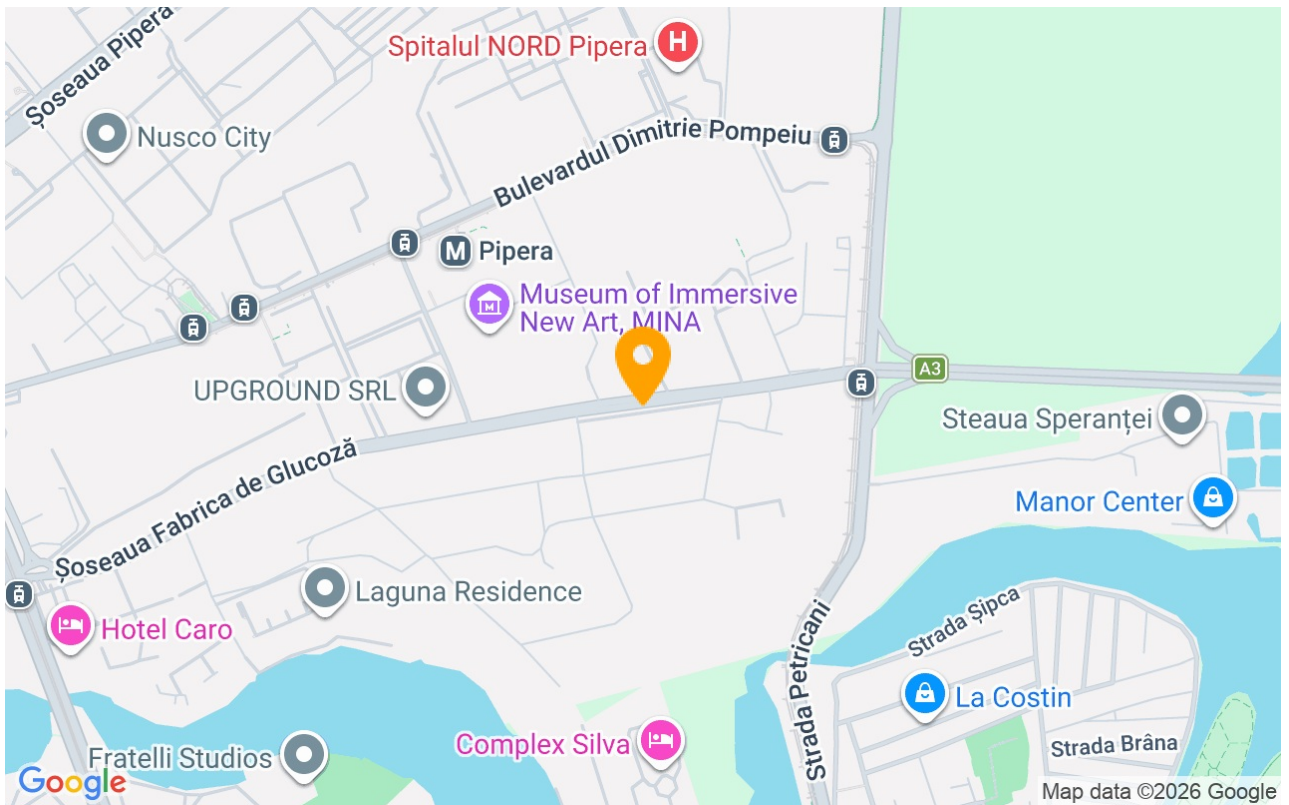 Șoseaua Pipera
Spitalul NORD Pipera
H
Nusco City
Bulevardul Dimitrie Pompeiu
M
Pipera
Museum of Immersive
New Art, MINA
M
UPGROUND SRL
A3
Steaua Speranței
Șoseaua Fabrica de Glucoză
Manor Center
Laguna Residence
Hotel Caro
Strada Șipca
Strada Petricani
La Costin
Complex Silva
Strada Brâna
Fratelli Studios
Google
Map data ©2026 Google